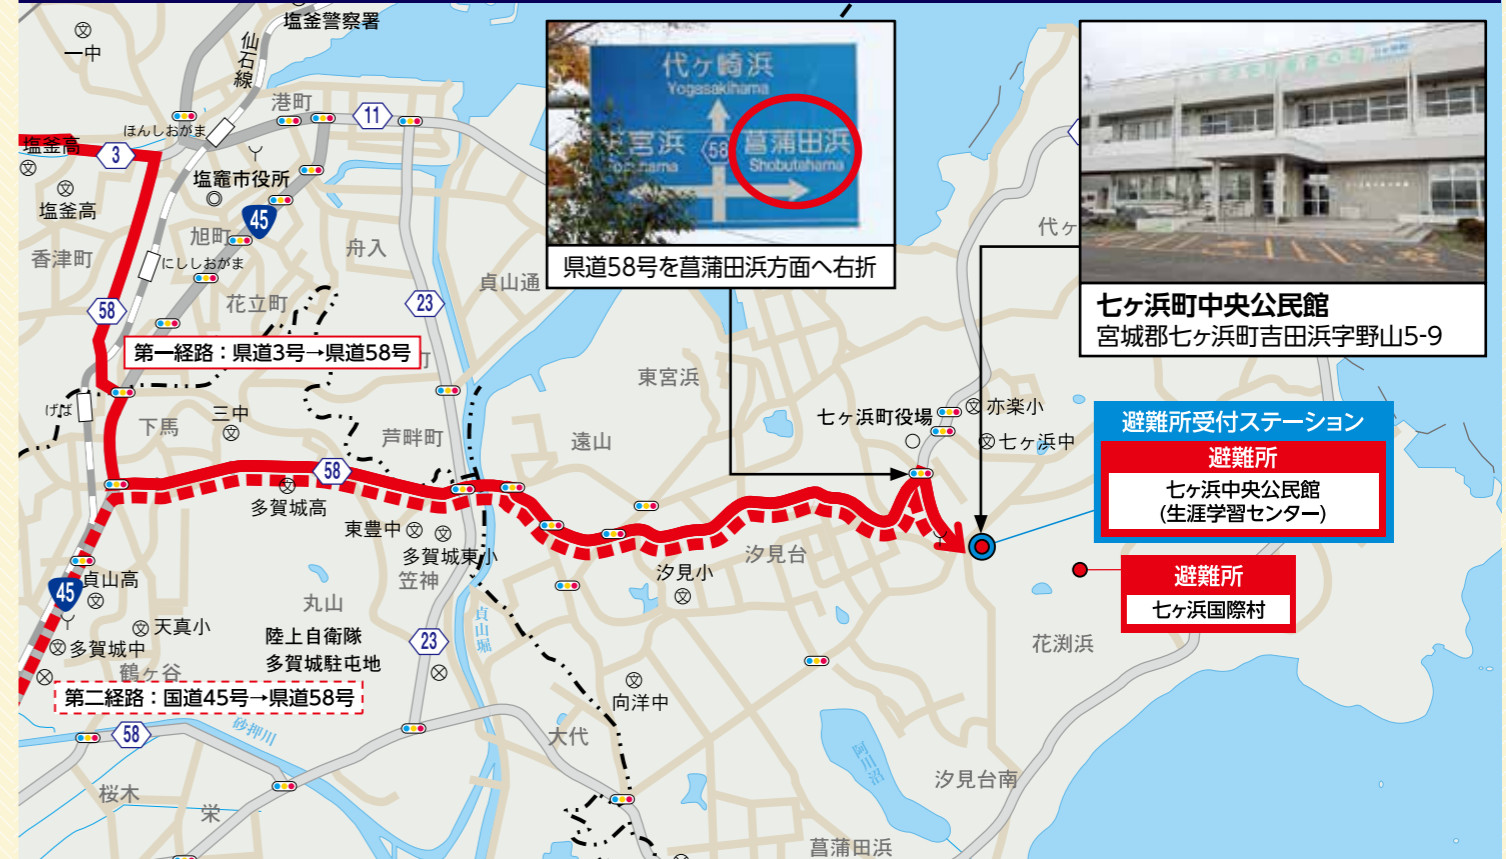 塩釜警察署
一中
仙石線
港町
11
ほんしおがま
塩釜高
3
塩竈市役所
塩釜高
45
旭町
香津町
舟入
にししおがま
貞山通
花立町
23
58
第一経路：県道3号→県道58号
町
げば
下馬
三中
芦畔町
58
多賀城高
東豊中
多賀城東小
笠神
貞山高
45
丸山
天真小
陸上自衛隊
多賀城駐屯地
23
多賀城中
鶴ヶ谷
第二経路：国道45号→県道58号
58
砂押川
桜木
栄
貞山堀
大代
代ヶ崎浜
Yogasakihama
宮浜
58
菖蒲田浜
Shobutahama
県道58号を菖蒲田浜方面へ右折
代ヶ
七ヶ浜町中央公民館
宮城郡七ヶ浜町吉田浜字野山5-9
東宮浜
遠山
七ヶ浜町役場
亦楽小
七ヶ浜中
避難所受付ステーション
避難所
七ヶ浜中央公民館
(生涯学習センター)
避難所
七ヶ浜国際村
汐見台
汐見小
花渕浜
向洋中
阿川沼
汐見台南
菖蒲田浜